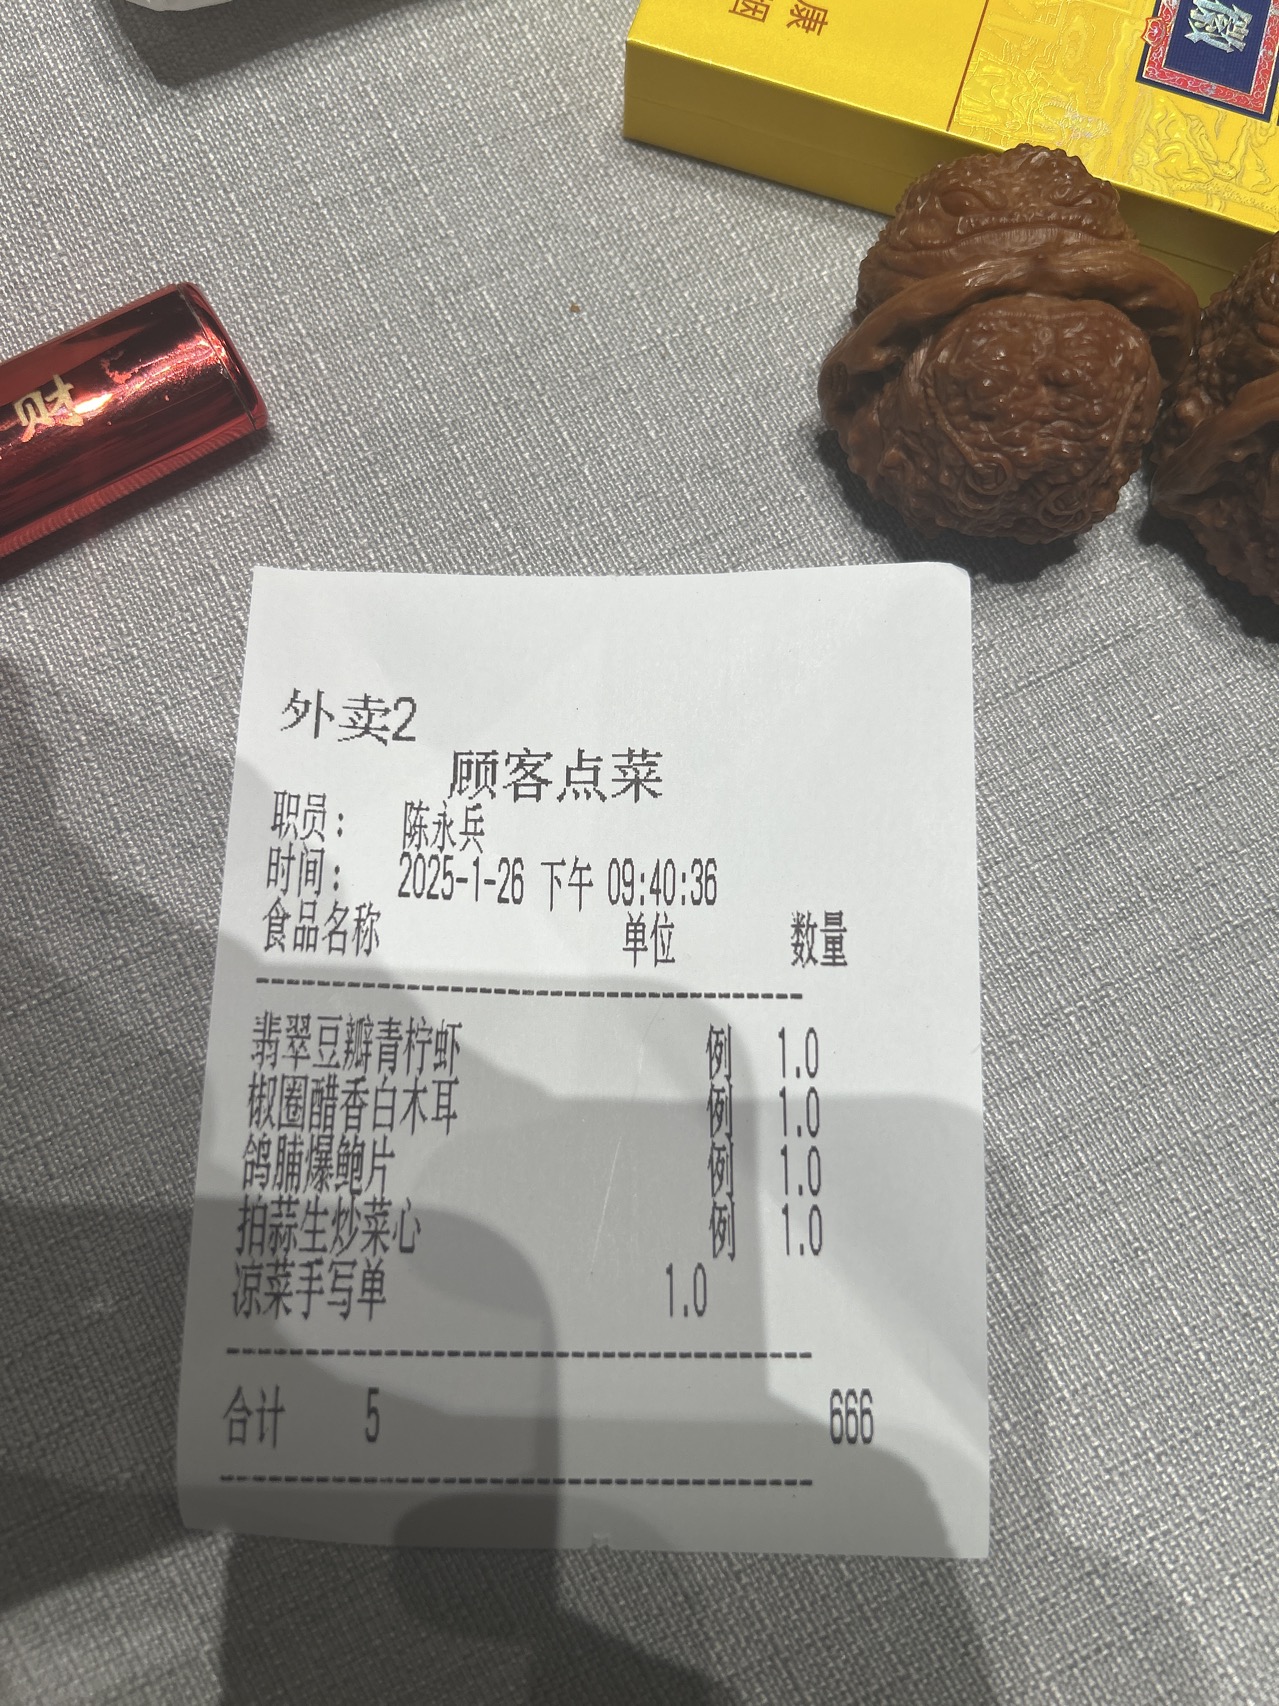 康
烟
徽
财
外卖2
顾客点菜
职员： 陈永兵
时间： 2025-1-26 下午 09:40:36
食品名称 单位 数量
翡翠豆瓣青柠虾 例 1.0
椒圈醋香白木耳 例 1.0
鸽脯爆鲍片 例 1.0
拍蒜生炒菜心 例 1.0
凉菜手写单 1.0
合计 5 666